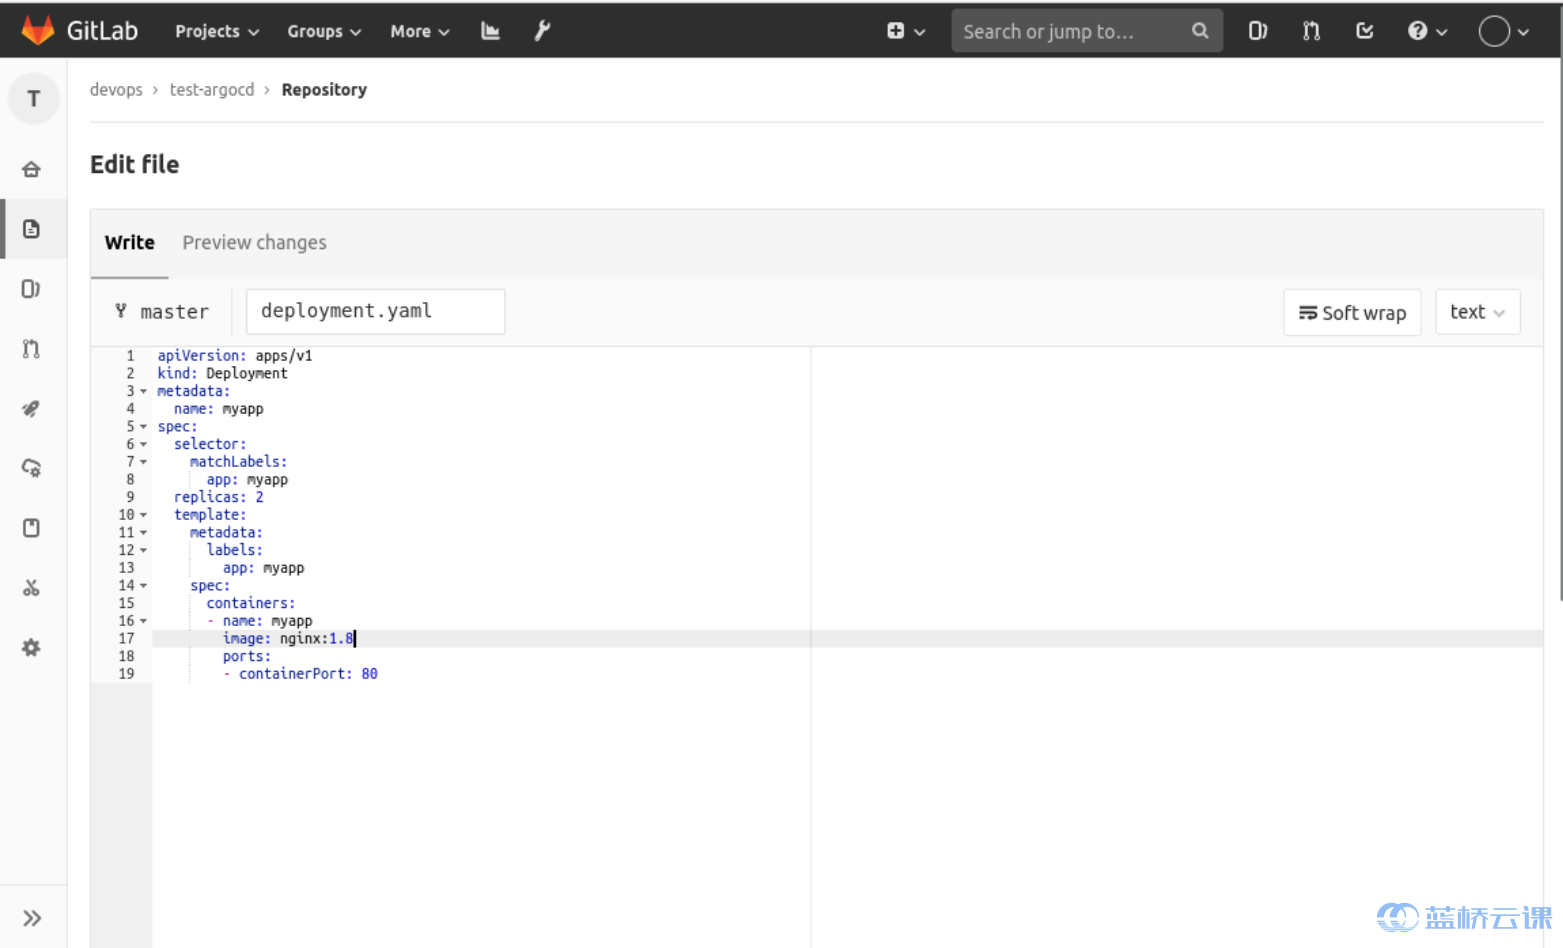 GitLab Projects Groups More Search or jump to...
T devops > test-argocd > Repository
Edit file
Write Preview changes
master deployment.yaml Soft wrap text
1 apiVersion: apps/v1
2 kind: Deployment
3 metadata:
4   name: myapp
5 spec:
6   selector:
7     matchLabels:
8       app: myapp
9   replicas: 2
10   template:
11     metadata:
12       labels:
13         app: myapp
14     spec:
15       containers:
16       - name: myapp
17         image: nginx:1.8
18         ports:
19         - containerPort: 80
蓝桥云课